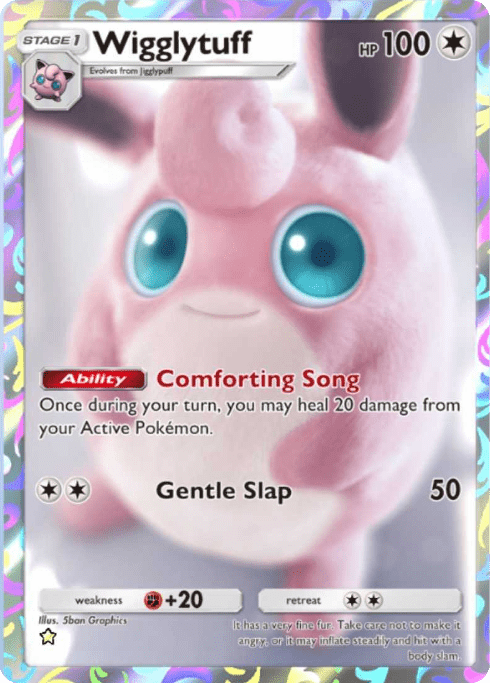 STAGE 1
Wigglytuff
HP 100
Evolves from Jigglypuff
Ability Comforting Song
Once during your turn, you may heal 20 damage from
your Active Pokémon.
Gentle Slap 50
weakness +20
retreat
Illus. 5ban Graphics
It has a very fine fur. Take care not to make it
angry, or it may inflate steadily and hit with a
body slam.